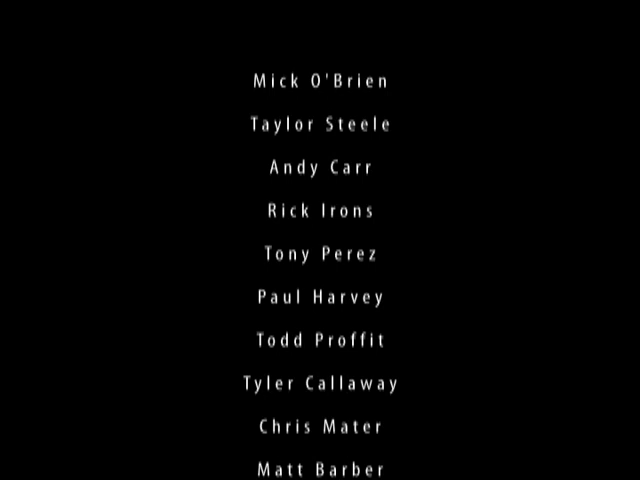 Mick O'Brien
Taylor Steele
Andy Carr
Rick Irons
Tony Perez
Paul Harvey
Todd Proffit
Tyler Callaway
Chris Mater
Matt Barber